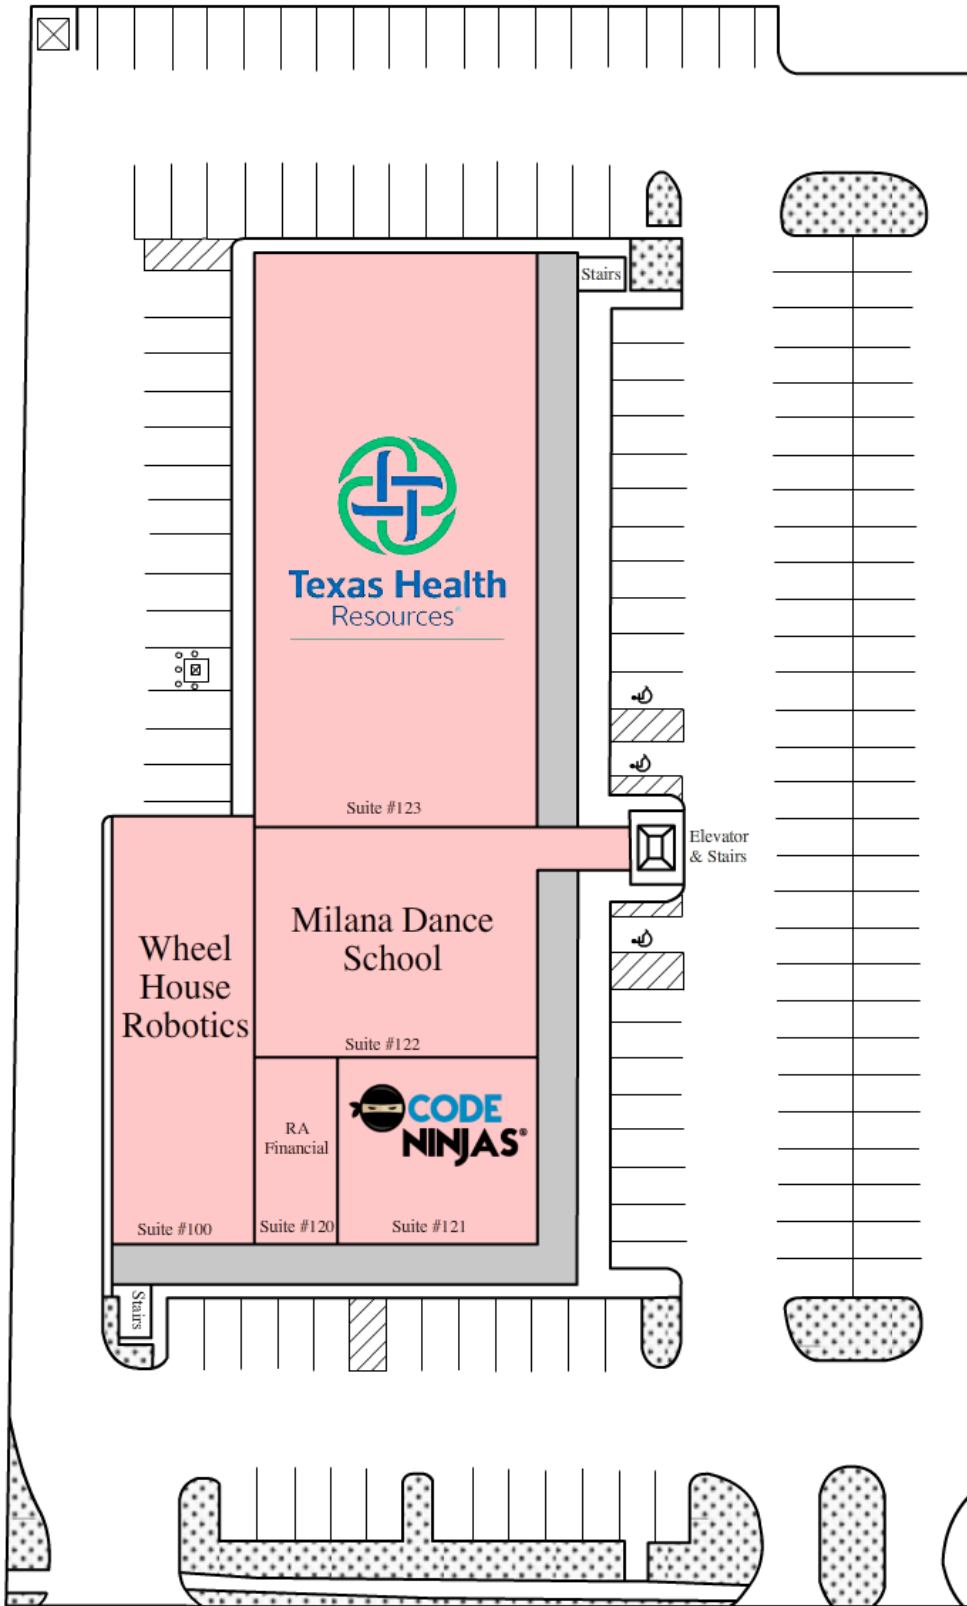 Stairs
Texas Health
Resources
Suite #123
Elevator
& Stairs
Milana Dance
School
Suite #122
Wheel
House
Robotics
Suite #100
RA
Financial
Suite #120
CODE
NINJAS®
Suite #121
Stairs